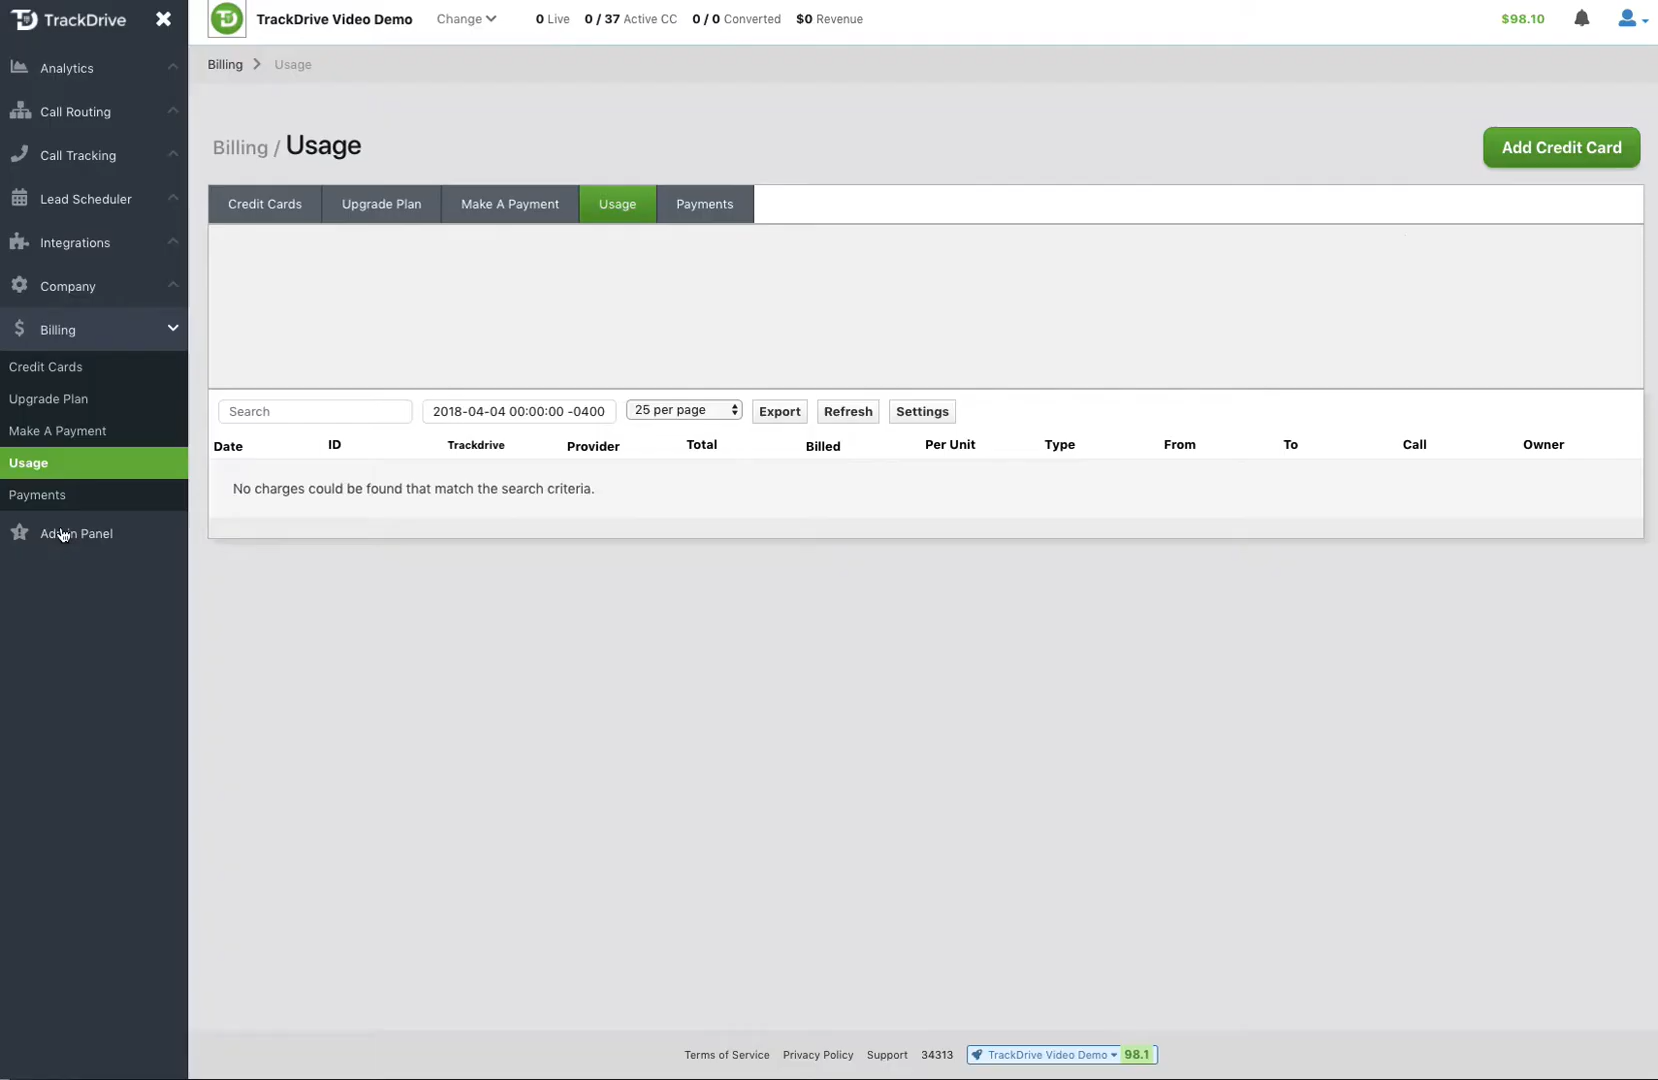 TrackDrive
TrackDrive Video Demo Change 0 Live 0 / 37 Active CC 0 / 0 Converted $0 Revenue $98.10
Analytics
Call Routing
Call Tracking
Lead Scheduler
Integrations
Company
Billing
Credit Cards
Upgrade Plan
Make A Payment
Usage
Payments
Admin Panel
Billing Usage
Billing / Usage
Add Credit Card
Credit Cards Upgrade Plan Make A Payment Usage Payments
Search 2018-04-04 00:00:00 -0400 25 per page Export Refresh Settings
Date ID Trackdrive Provider Total Billed Per Unit Type From To Call Owner
No charges could be found that match the search criteria.
Terms of Service Privacy Policy Support 34313 TrackDrive Video Demo 98.1